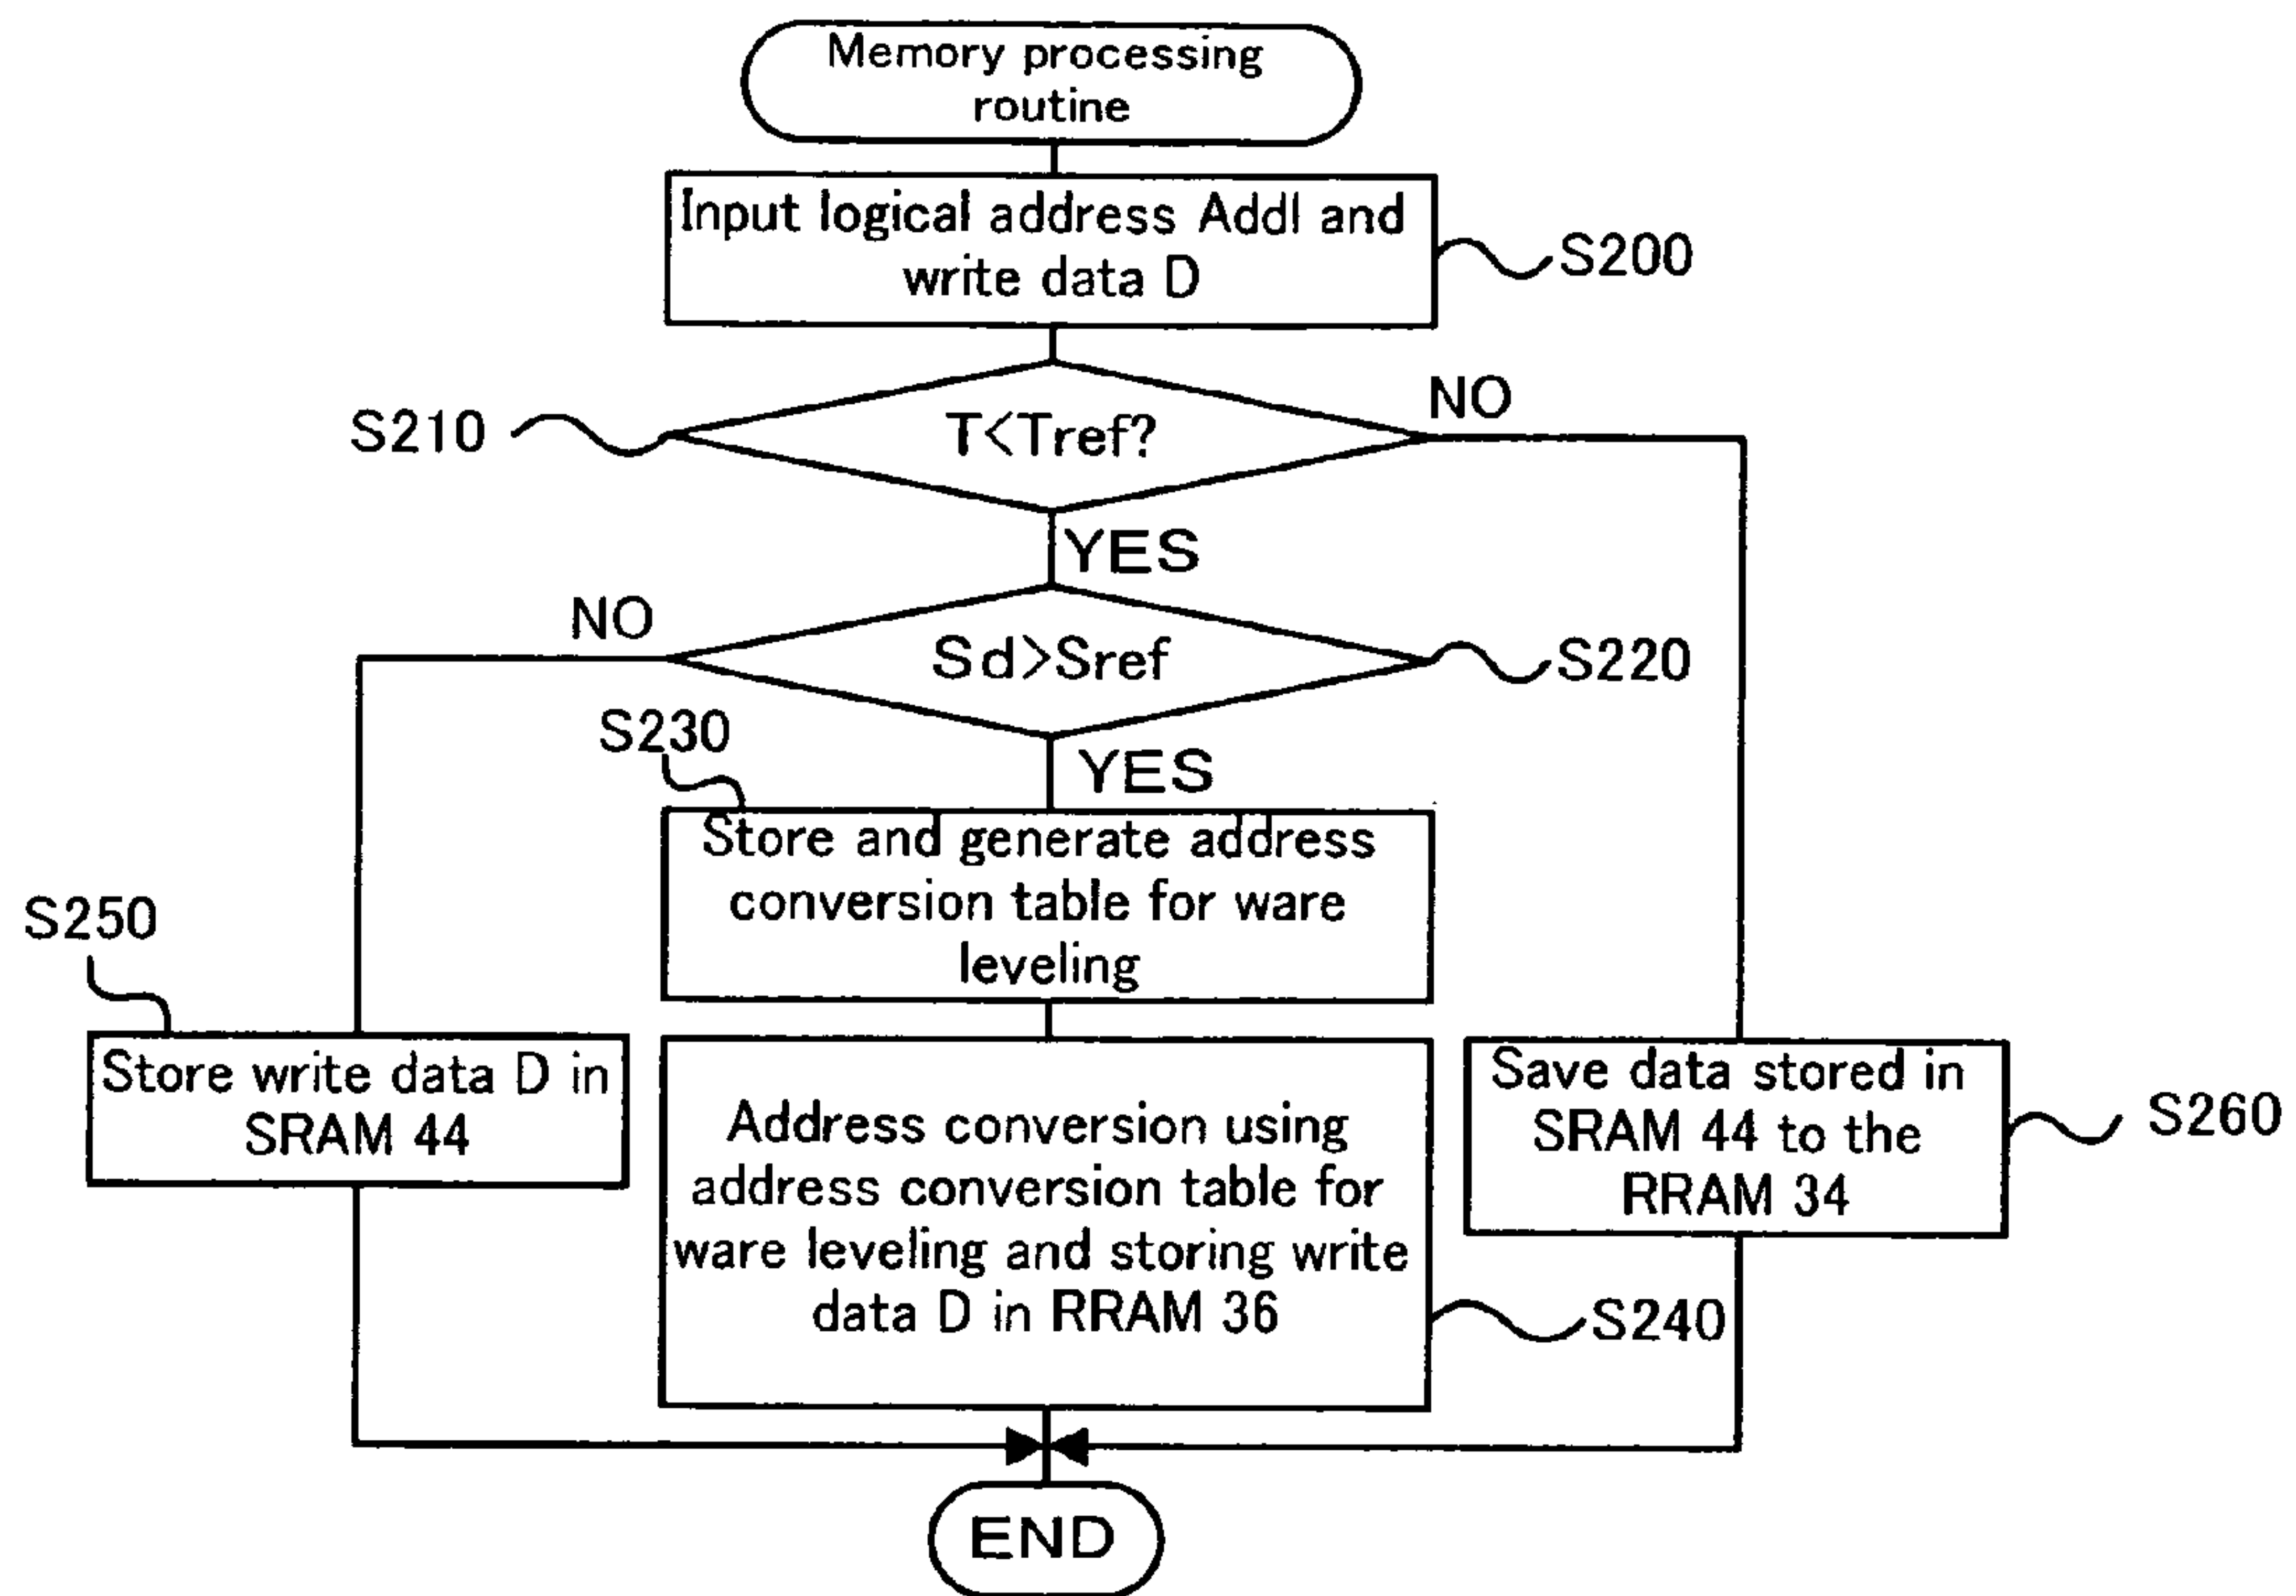 Memory processing
routine
Input logical address Addl and
write data D
S200
S210
T<Tref?
NO
YES
NO
Sd>Sref
S220
S230
YES
Store and generate address
conversion table for ware
leveling
S250
Store write data D in
SRAM 44
Address conversion using
address conversion table for
ware leveling and storing write
data D in RRAM 36
S240
Save data stored in
SRAM 44 to the
RRAM 34
S260
END